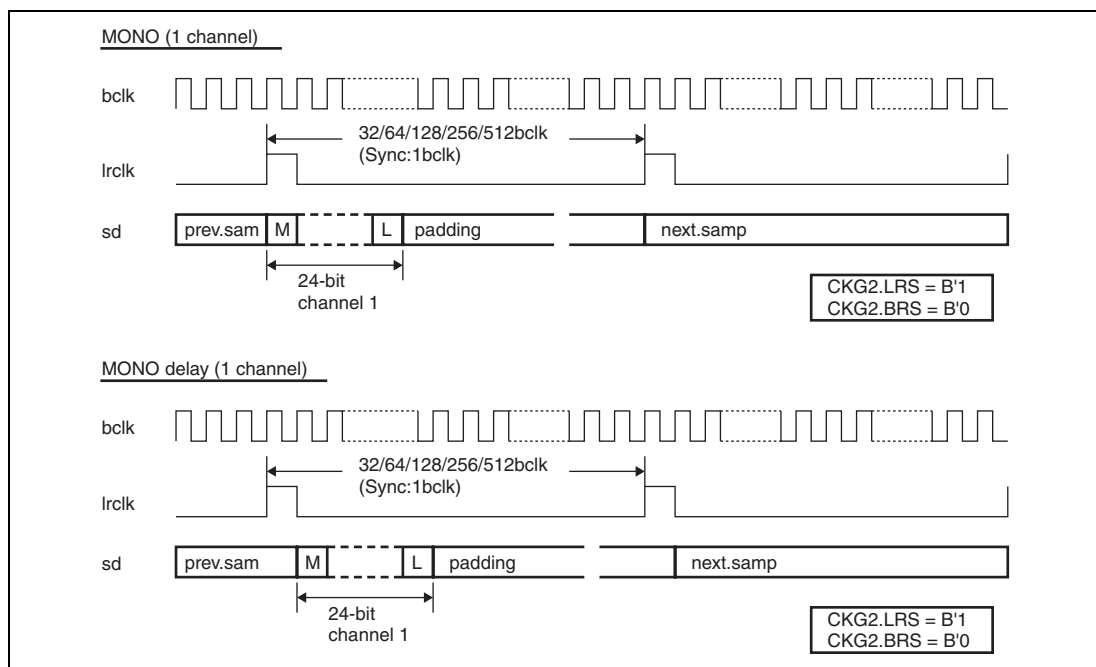 MONO (1 channel)
bclk
32/64/128/256/512bclk
(Sync:1bclk)
lrclk
sd
prev.sam M L padding next.samp
24-bit
channel 1
CKG2.LRS = B'1
CKG2.BRS = B'0
MONO delay (1 channel)
bclk
32/64/128/256/512bclk
(Sync:1bclk)
lrclk
sd
prev.sam M L padding next.samp
24-bit
channel 1
CKG2.LRS = B'1
CKG2.BRS = B'0